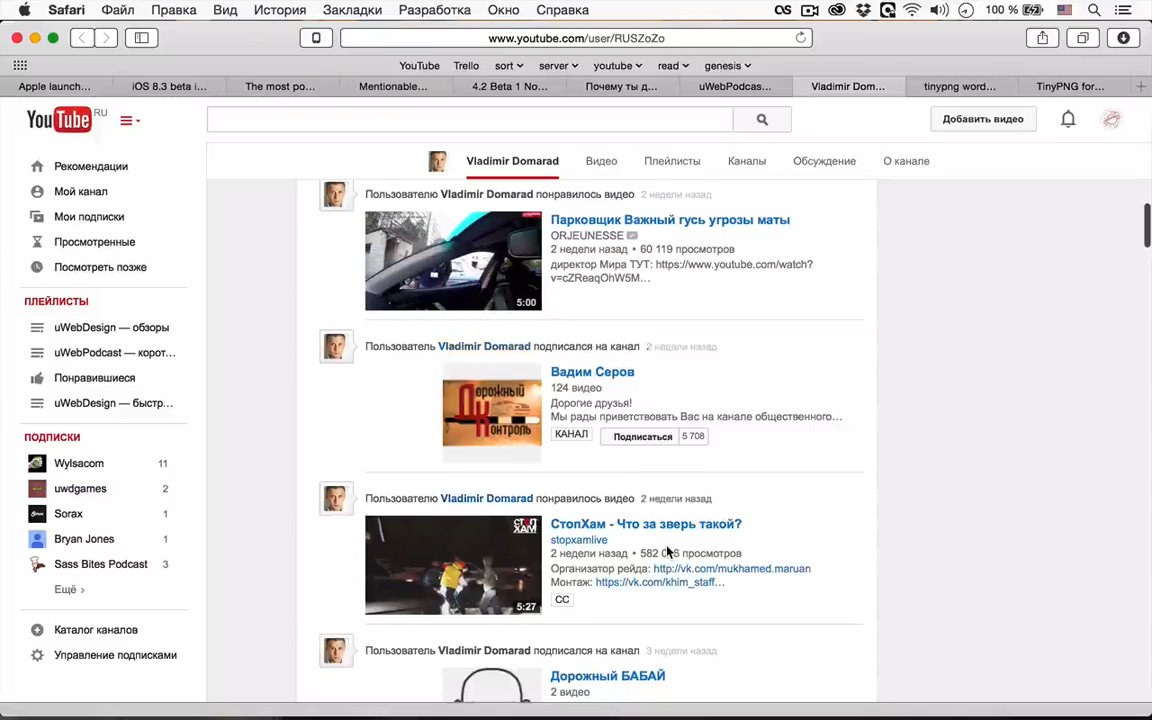 Safari Файл Правка Вид История Закладки Разработка Окно Справка 100 %
www.youtube.com/user/RUSZoZo
YouTube Trello sort server youtube read genesis
Apple launch... iOS 8.3 beta i... The most po... Mentionable... 4.2 Beta 1 No... Почему ты д... uWebPodcas... Vladimir Dom... tinypng word... TinyPNG for...
YouTube RU
Добавить видео
Vladimir Domarad Видео Плейлисты Каналы Обсуждение О канале
Рекомендации
Мой канал
Мои подписки
Просмотренные
Посмотреть позже
ПЛЕЙЛИСТЫ
uWebDesign — обзоры
uWebPodcast — корот...
Понравившиеся
uWebDesign — быстр...
ПОДПИСКИ
Wylsacom 11
uwdgames 2
Sorax 1
Bryan Jones 1
Sass Bites Podcast 3
Ещё ›
Каталог каналов
Управление подписками
Пользователю Vladimir Domarad понравилось видео 2 недели назад
Парковщик Важный гусь угрозы маты
ORJEUNESSE
2 недели назад • 60 119 просмотров
директор Мира ТУТ: https://www.youtube.com/watch?
v=cZReaqOhW5M...
5:00
Пользователь Vladimir Domarad подписался на канал 2 недели назад
Вадим Серов
124 видео
Дорогие друзья!
Мы рады приветствовать Вас на канале общественного...
КАНАЛ Подписаться 5 708
Дорожный
Контроль
Пользователю Vladimir Domarad понравилось видео 2 недели назад
СтопХам - Что за зверь такой?
stopxamlive
2 недели назад • 582 просмотров
Организатор рейда: http://vk.com/mukhamed.maruan
Монтаж: https://vk.com/khim_staff...
CC
СТОП
ХАМ
5:27
Пользователь Vladimir Domarad подписался на канал 3 недели назад
Дорожный БАБАЙ
2 видео